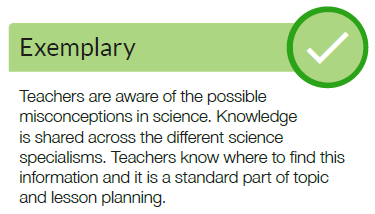 Exemplary
Teachers are aware of the possible
misconceptions in science. Knowledge
is shared across the different science
specialisms. Teachers know where to find this
information and it is a standard part of topic
and lesson planning.